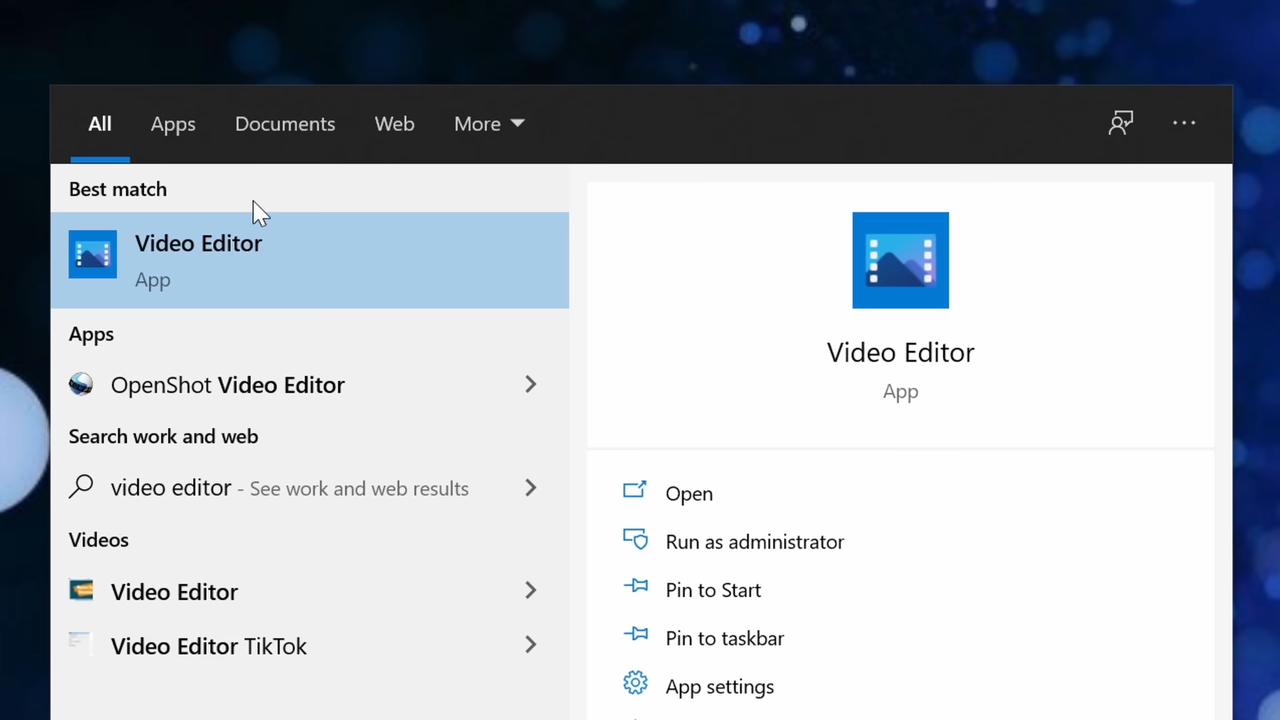 All Apps Documents Web More
Best match
Video Editor
App
Apps
OpenShot Video Editor
Search work and web
video editor - See work and web results
Videos
Video Editor
Video Editor TikTok
Video Editor
App
Open
Run as administrator
Pin to Start
Pin to taskbar
App settings